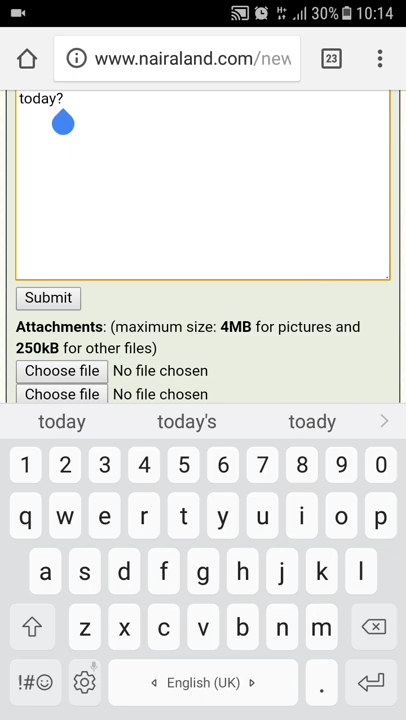 30% 10:14
www.nairaland.com/new
23
today?
Submit
Attachments: (maximum size: 4MB for pictures and
250kB for other files)
Choose file No file chosen
Choose file No file chosen
today today's toady
1 2 3 4 5 6 7 8 9 0
q w e r t y u i o p
a s d f g h j k l
z x c v b n m
!#☺ English (UK) .